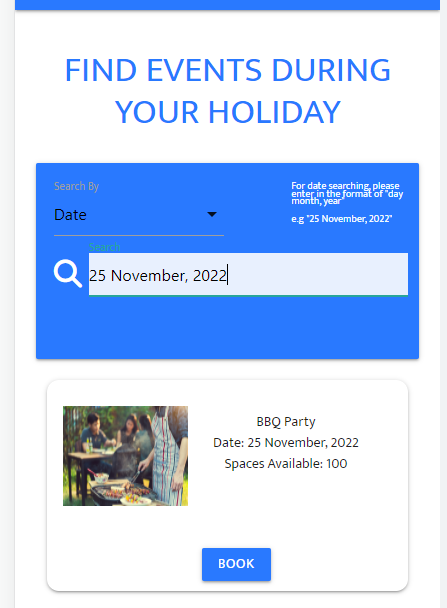 FIND EVENTS DURING
YOUR HOLIDAY
Search By
Date
For date searching, please
enter in the format of "day
month, year"
e.g "25 November, 2022"
Search
25 November, 2022
BBQ Party
Date: 25 November, 2022
Spaces Available: 100
BOOK